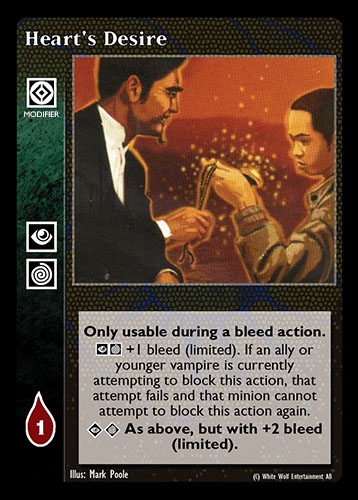 Heart's Desire
MODIFIER
Only usable during a bleed action.
+1 bleed (limited). If an ally or
younger vampire is currently
attempting to block this action, that
attempt fails and that minion cannot
attempt to block this action again.
As above, but with +2 bleed
(limited).
1
Illus: Mark Poole
(C) White Wolf Entertainment AB